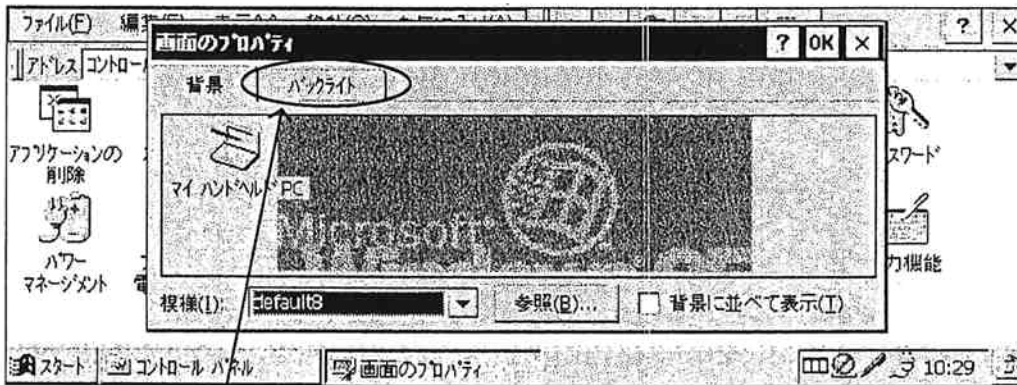 ファイル(F) 編集(E)
? ×
画面のプロパティ ? OK ×
アドレス コントロー
背景 バックライト
アプリケーションの
削除
マイ ハンドヘルド PC
スワード
Microsoft
パワー
マネージメント
電
力機能
模様(I): default8 参照(B)... 背景に並べて表示(T)
スタート コントロール パネル 画面のプロパティ 10:29